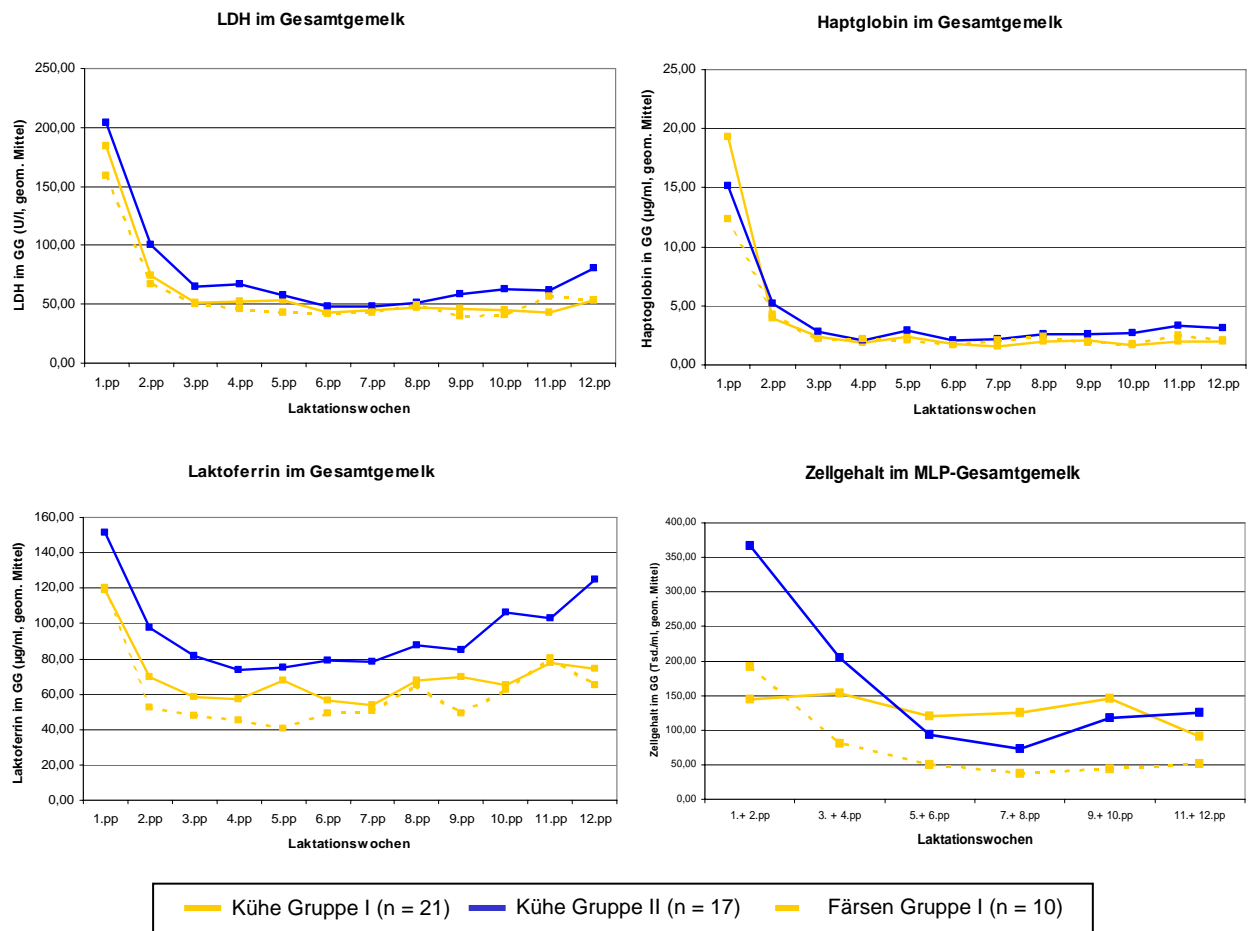 LDH im Gesamtgemelk
LDH im GG (U/l, geom. Mittel)
250,00
200,00
150,00
100,00
50,00
0,00
1.pp 2.pp 3.pp 4.pp 5.pp 6.pp 7.pp 8.pp 9.pp 10.pp 11.pp 12.pp
Laktationswochen
Haptglobin im Gesamtgemelk
Haptoglobin in GG (µg/ml, geom. Mittel)
25,00
20,00
15,00
10,00
5,00
0,00
1.pp 2.pp 3.pp 4.pp 5.pp 6.pp 7.pp 8.pp 9.pp 10.pp 11.pp 12.pp
Laktationswochen
Laktoferrin im Gesamtgemelk
Laktoferrin in GG (µg/ml, geom. Mittel)
160,00
140,00
120,00
100,00
80,00
60,00
40,00
20,00
0,00
1.pp 2.pp 3.pp 4.pp 5.pp 6.pp 7.pp 8.pp 9.pp 10.pp 11.pp 12.pp
Laktationswochen
Zellgehalt im MLP-Gesamtgemelk
Zellgehalt im GG (Tsd./ml, geom. Mittel)
400,00
350,00
300,00
250,00
200,00
150,00
100,00
50,00
0,00
1.+ 2.pp 3. + 4.pp 5.+ 6.pp 7.+ 8.pp 9.+ 10.pp 11.+ 12.pp
Laktationswochen
Kühe Gruppe I (n = 21) Kühe Gruppe II (n = 17) Färsen Gruppe I (n = 10)